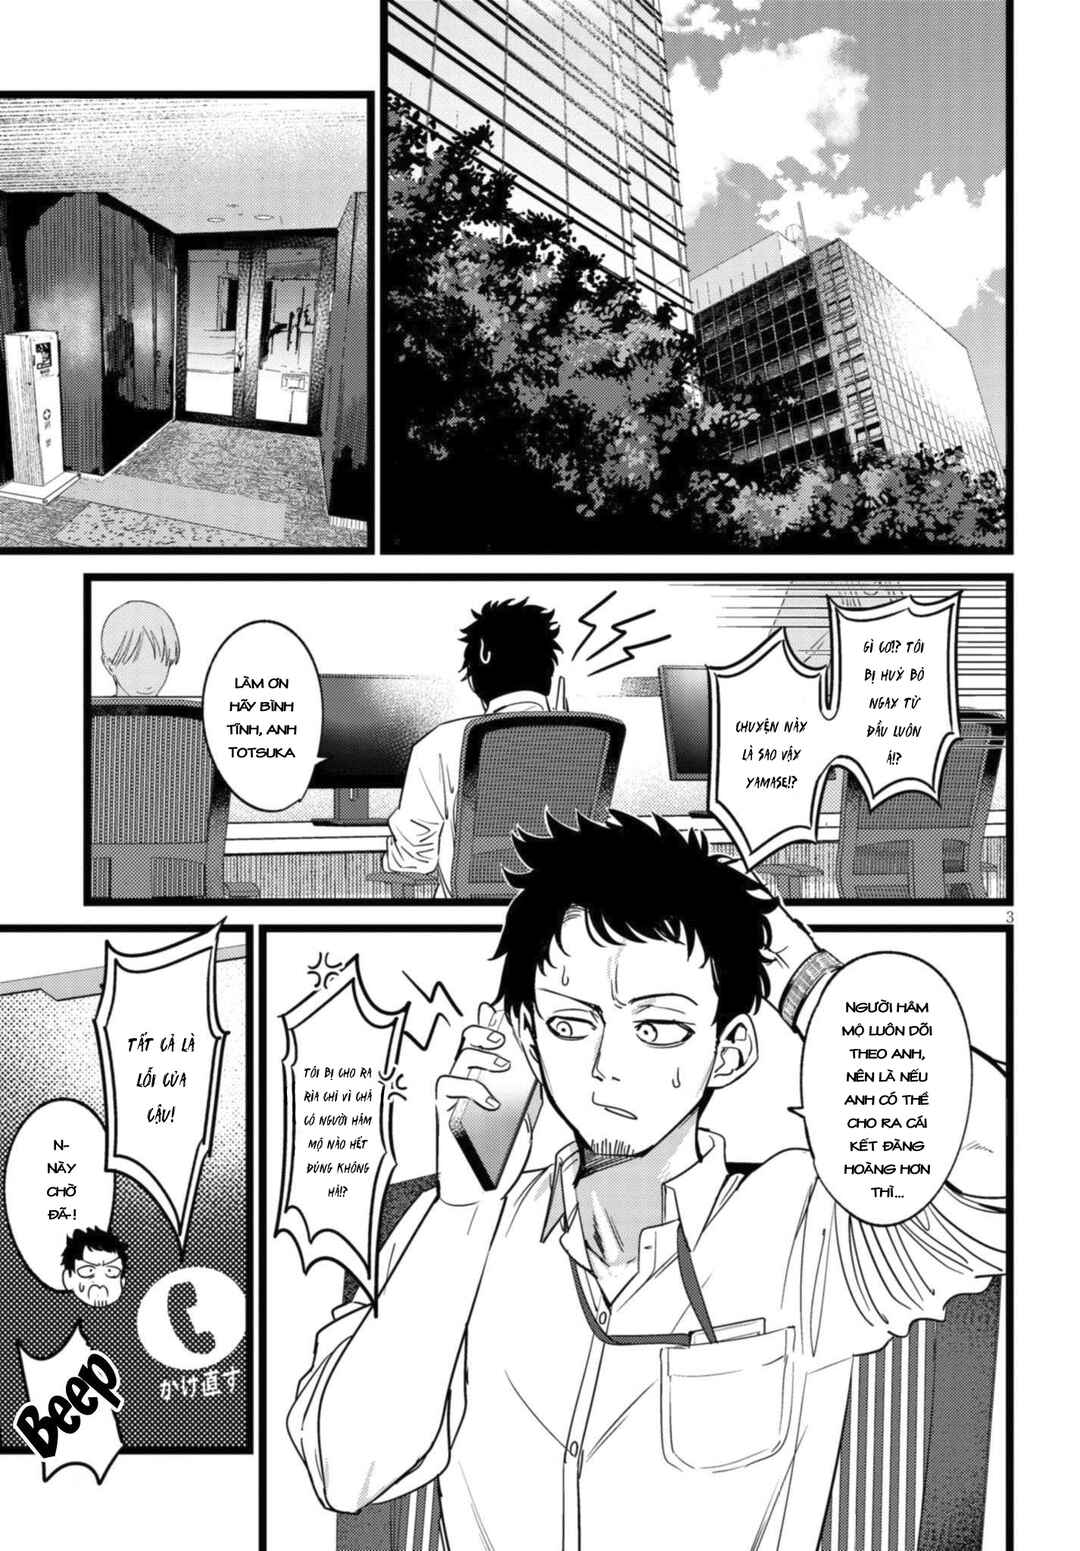 GÌ CƠ!? TÔI
BỊ HUỶ BỎ
NGAY TỪ
ĐẦU LUÔN
Á!?
CHUYỆN NÀY
LÀ SAO VẬY
YAMASE!?
LÀM ƠN
HÃY BÌNH
TĨNH, ANH
TOTSUKA
3
NGƯỜI HÂM
MỘ LUÔN DÕI
THEO ANH,
NÊN LÀ NẾU
ANH CÓ THỂ
CHO RA CÁI
KẾT ĐÀNG
HOÀNG HƠN
THÌ...
TÔI BỊ CHO RA
RÌA CHỈ VÌ CHẢ
CÓ NGƯỜI HÂM
MỘ NÀO HẾT
ĐÚNG KHÔNG
HẢ!?
TẤT CẢ LÀ
LỖI CỦA
CẬU!
N-
NÀY
CHỜ
ĐÃ-!
かけ直す
Beep